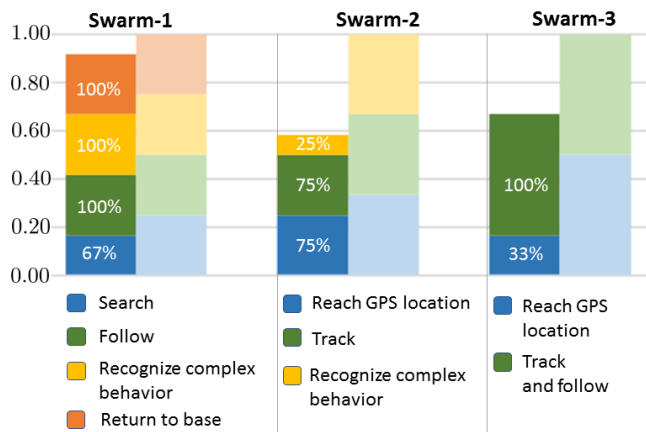 Swarm-1
Swarm-2
Swarm-3
1.00
0.80
0.60
0.40
0.20
0.00
100%
100%
100%
67%
25%
75%
75%
100%
33%
Search
Follow
Recognize complex
behavior
Return to base
Reach GPS location
Track
Recognize complex
behavior
Reach GPS
location
Track
and follow